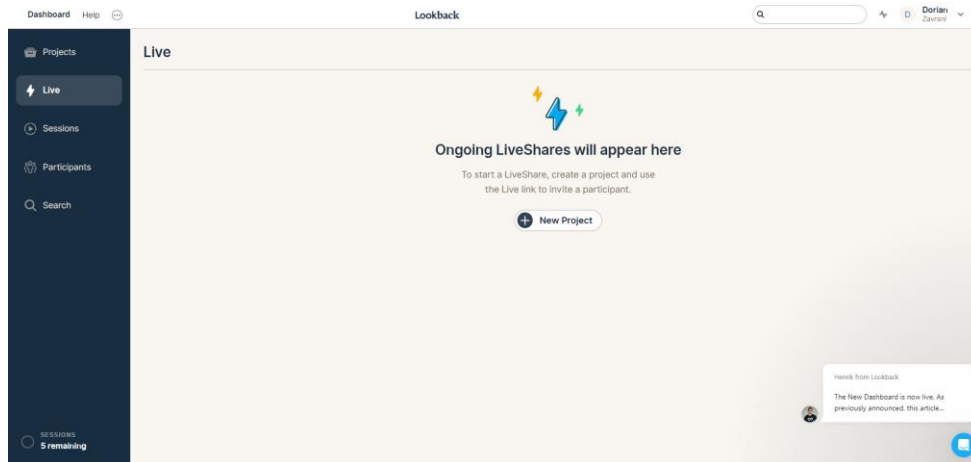 Dashboard Help
Lookback
D Dorian
Zavrani
Projects
Live
Sessions
Participants
Search
SESSIONS
5 remaining
Live
Ongoing LiveShares will appear here
To start a LiveShare, create a project and use
the Live link to invite a participant.
New Project
Henrik from Lookback
The New Dashboard is now live. As
previously announced, this article...